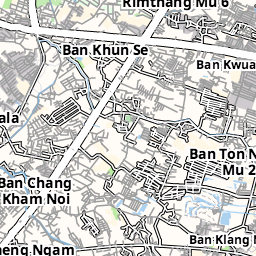 Rimthang Mu 6
Ban Khun Se
Ban Kwua
ala
Ban Ton N
Mu 2
Ban Chang
Kham Noi
Ban Klang M
eng Ngam